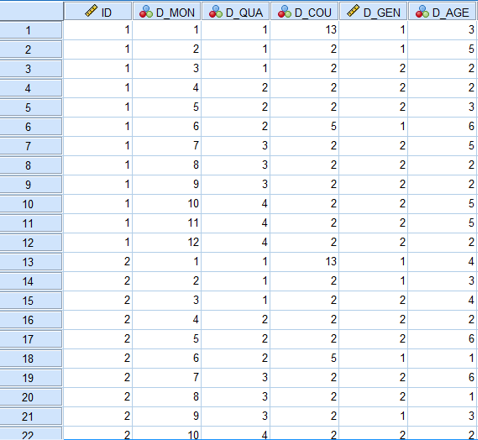 ID D_MON D_QUA D_COU D_GEN D_AGE
1 1 1 1 13 1 3
2 1 2 1 2 1 5
3 1 3 1 2 2 2
4 1 4 2 2 2 2
5 1 5 2 2 2 3
6 1 6 2 5 1 6
7 1 7 3 2 2 5
8 1 8 3 2 2 2
9 1 9 3 2 2 2
10 1 10 4 2 2 5
11 1 11 4 2 2 5
12 1 12 4 2 2 2
13 2 1 1 13 1 4
14 2 2 1 2 1 3
15 2 3 1 2 2 4
16 2 4 2 2 2 2
17 2 5 2 2 2 6
18 2 6 2 5 1 1
19 2 7 3 2 2 6
20 2 8 3 2 2 1
21 2 9 3 2 1 3
22 2 10 4 2 2 2